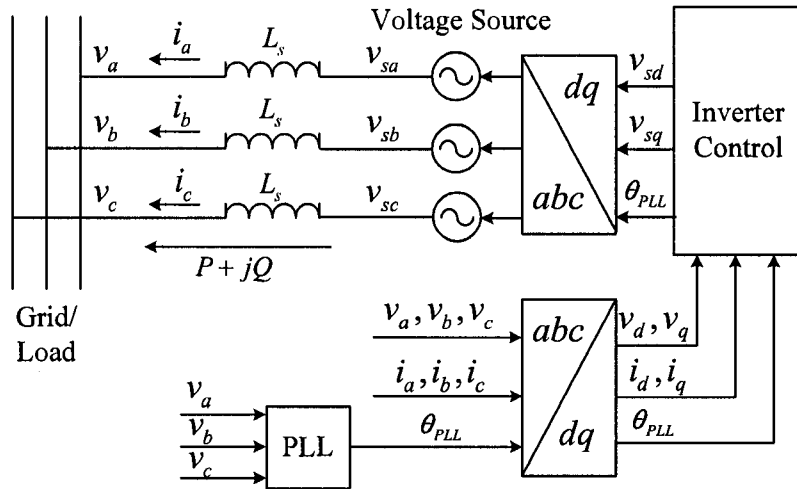 Voltage Source
v_a i_a L_s v_sa
v_b i_b L_s v_sb
v_c i_c L_s v_sc
P + jQ
Grid/
Load
dq
abc
v_sd
v_sq
θ_PLL
Inverter
Control
v_a, v_b, v_c
i_a, i_b, i_c
θ_PLL
abc
dq
v_d, v_q
i_d, i_q
θ_PLL
v_a
v_b
v_c
PLL